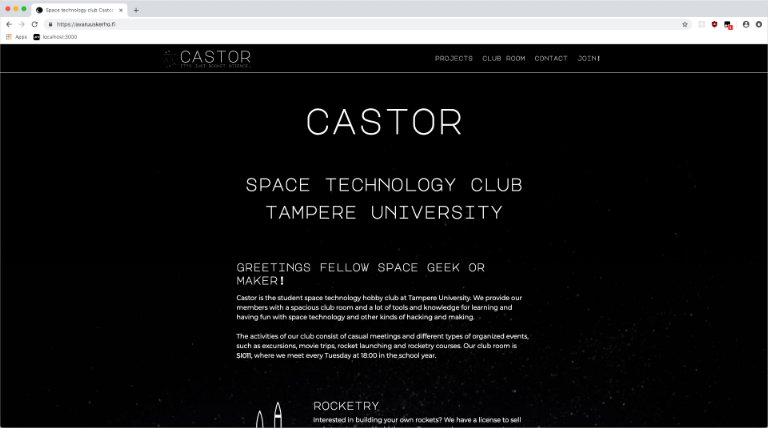 Space technology club Castor
https://avaruuskerho.fi
Apps
localhost:3000
CASTOR
IT'S JUST ROCKET SCIENCE.
PROJECTS CLUB ROOM CONTACT JOIN!
CASTOR
SPACE TECHNOLOGY CLUB
TAMPERE UNIVERSITY
GREETINGS FELLOW SPACE GEEK OR
MAKER!
Castor is the student space technology hobby club at Tampere University. We provide our
members with a spacious club room and a lot of tools and knowledge for learning and
having fun with space technology and other kinds of hacking and making.
The activities of our club consist of casual meetings and different types of organized events,
such as excursions, movie trips, rocket launching and rocketry courses. Our club room is
SI011, where we meet every Tuesday at 18:00 in the school year.
ROCKETRY
Interested in building your own rockets? We have a license to sell